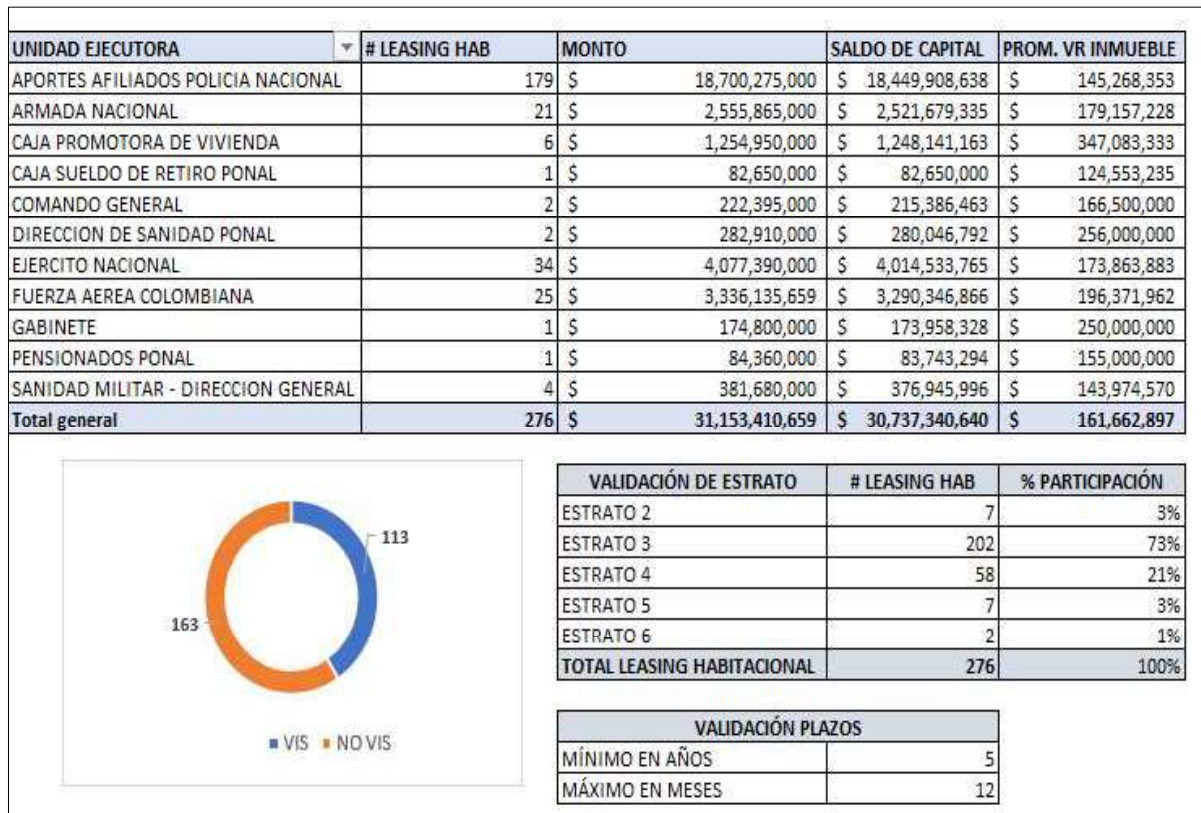 UNIDAD EJECUTORA # LEASING HAB MONTO SALDO DE CAPITAL PROM. VR INMUEBLE
APORTES AFILIADOS POLICIA NACIONAL 179 $ 18,700,275,000 $ 18,449,908,638 $ 145,268,353
ARMADA NACIONAL 21 $ 2,555,865,000 $ 2,521,679,335 $ 179,157,228
CAJA PROMOTORA DE VIVIENDA 6 $ 1,254,950,000 $ 1,248,141,163 $ 347,083,333
CAJA SUELDO DE RETIRO PONAL 1 $ 82,650,000 $ 82,650,000 $ 124,553,235
COMANDO GENERAL 2 $ 222,395,000 $ 215,386,463 $ 166,500,000
DIRECCION DE SANIDAD PONAL 2 $ 282,910,000 $ 280,046,792 $ 256,000,000
EJERCITO NACIONAL 34 $ 4,077,390,000 $ 4,014,533,765 $ 173,863,883
FUERZA AEREA COLOMBIANA 25 $ 3,336,135,659 $ 3,290,346,866 $ 196,371,962
GABINETE 1 $ 174,800,000 $ 173,958,328 $ 250,000,000
PENSIONADOS PONAL 1 $ 84,360,000 $ 83,743,294 $ 155,000,000
SANIDAD MILITAR - DIRECCION GENERAL 4 $ 381,680,000 $ 376,945,996 $ 143,974,570
Total general 276 $ 31,153,410,659 $ 30,737,340,640 $ 161,662,897
113
163
VIS NO VIS
VALIDACIÓN DE ESTRATO # LEASING HAB % PARTICIPACIÓN
ESTRATO 2 7 3%
ESTRATO 3 202 73%
ESTRATO 4 58 21%
ESTRATO 5 7 3%
ESTRATO 6 2 1%
TOTAL LEASING HABITACIONAL 276 100%
VALIDACIÓN PLAZOS
MÍNIMO EN AÑOS 5
MÁXIMO EN MESES 12